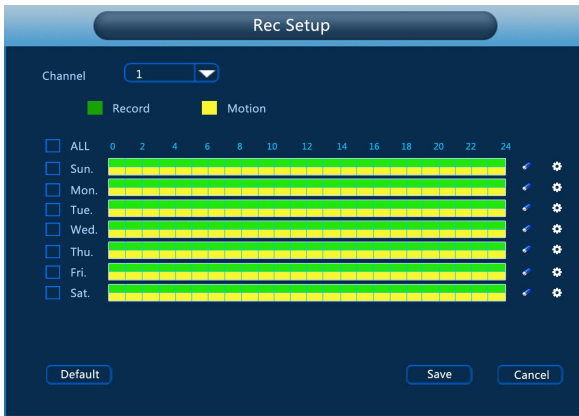 Rec Setup
Channel 1
Record Motion
ALL 0 2 4 6 8 10 12 14 16 18 20 22 24
Sun.
Mon.
Tue.
Wed.
Thu.
Fri.
Sat.
Default Save Cancel